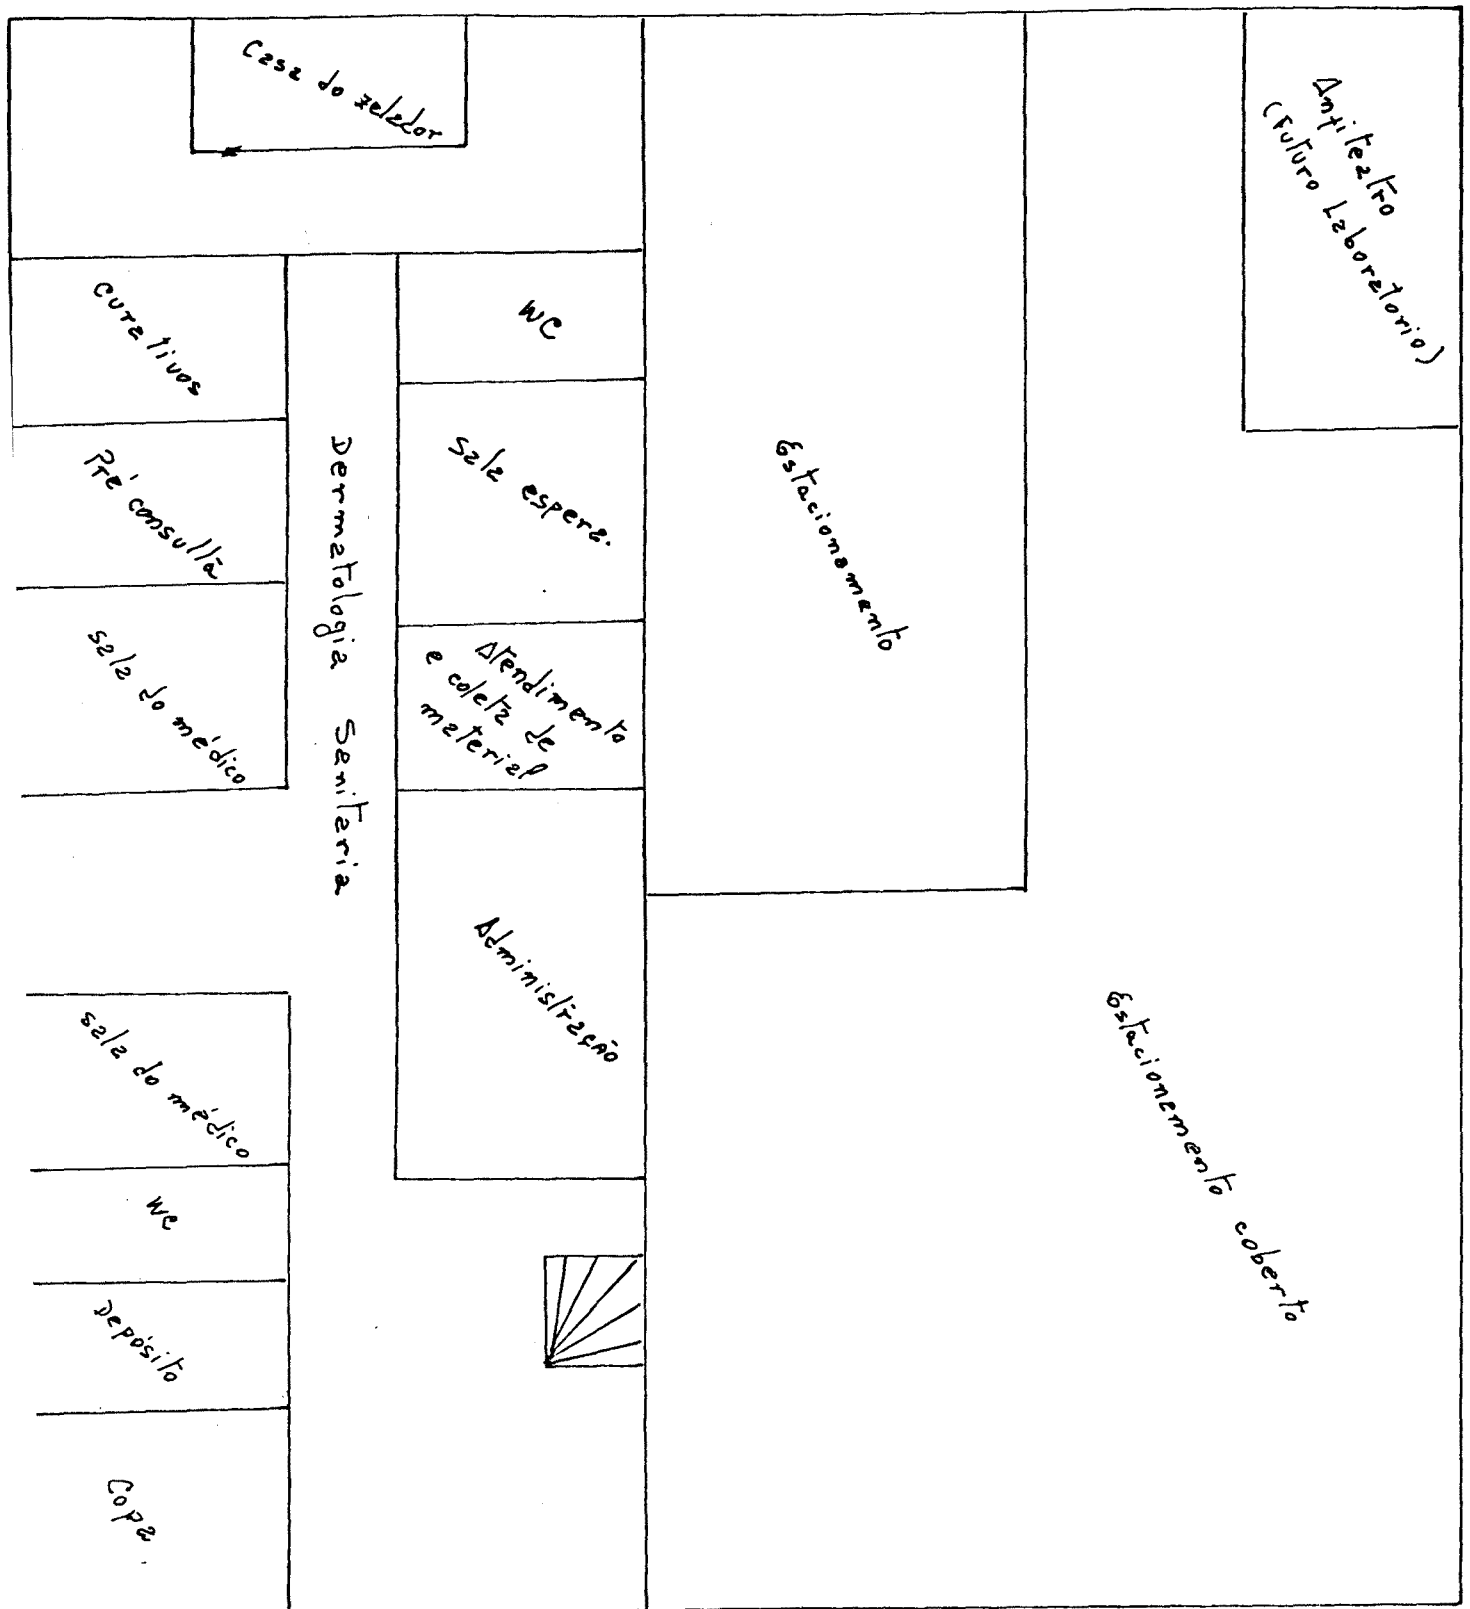 Casa do zelador
Anfiteatro
(Futuro Laboratorio)
Curativos
WC
Pré consulta
Sala espera.
Dermatologia Sanitaria
Estacionamento
Sala do médico
Atendimento
e coleta de
material
Administração
Sala do médico
Estacionamento coberto
WC
Depósito
Copa